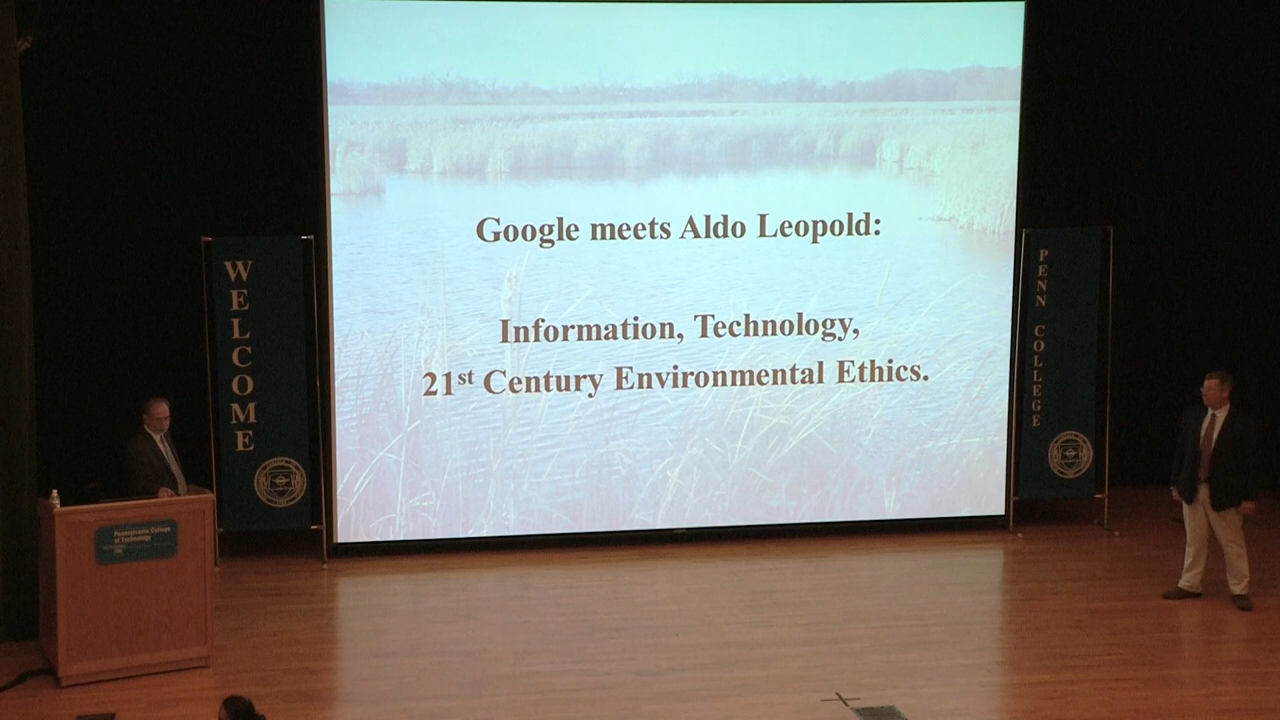 Google meets Aldo Leopold:
Information, Technology,
21st Century Environmental Ethics.
WELCOME
PENN COLLEGE
Pennsylvania College
of Technology